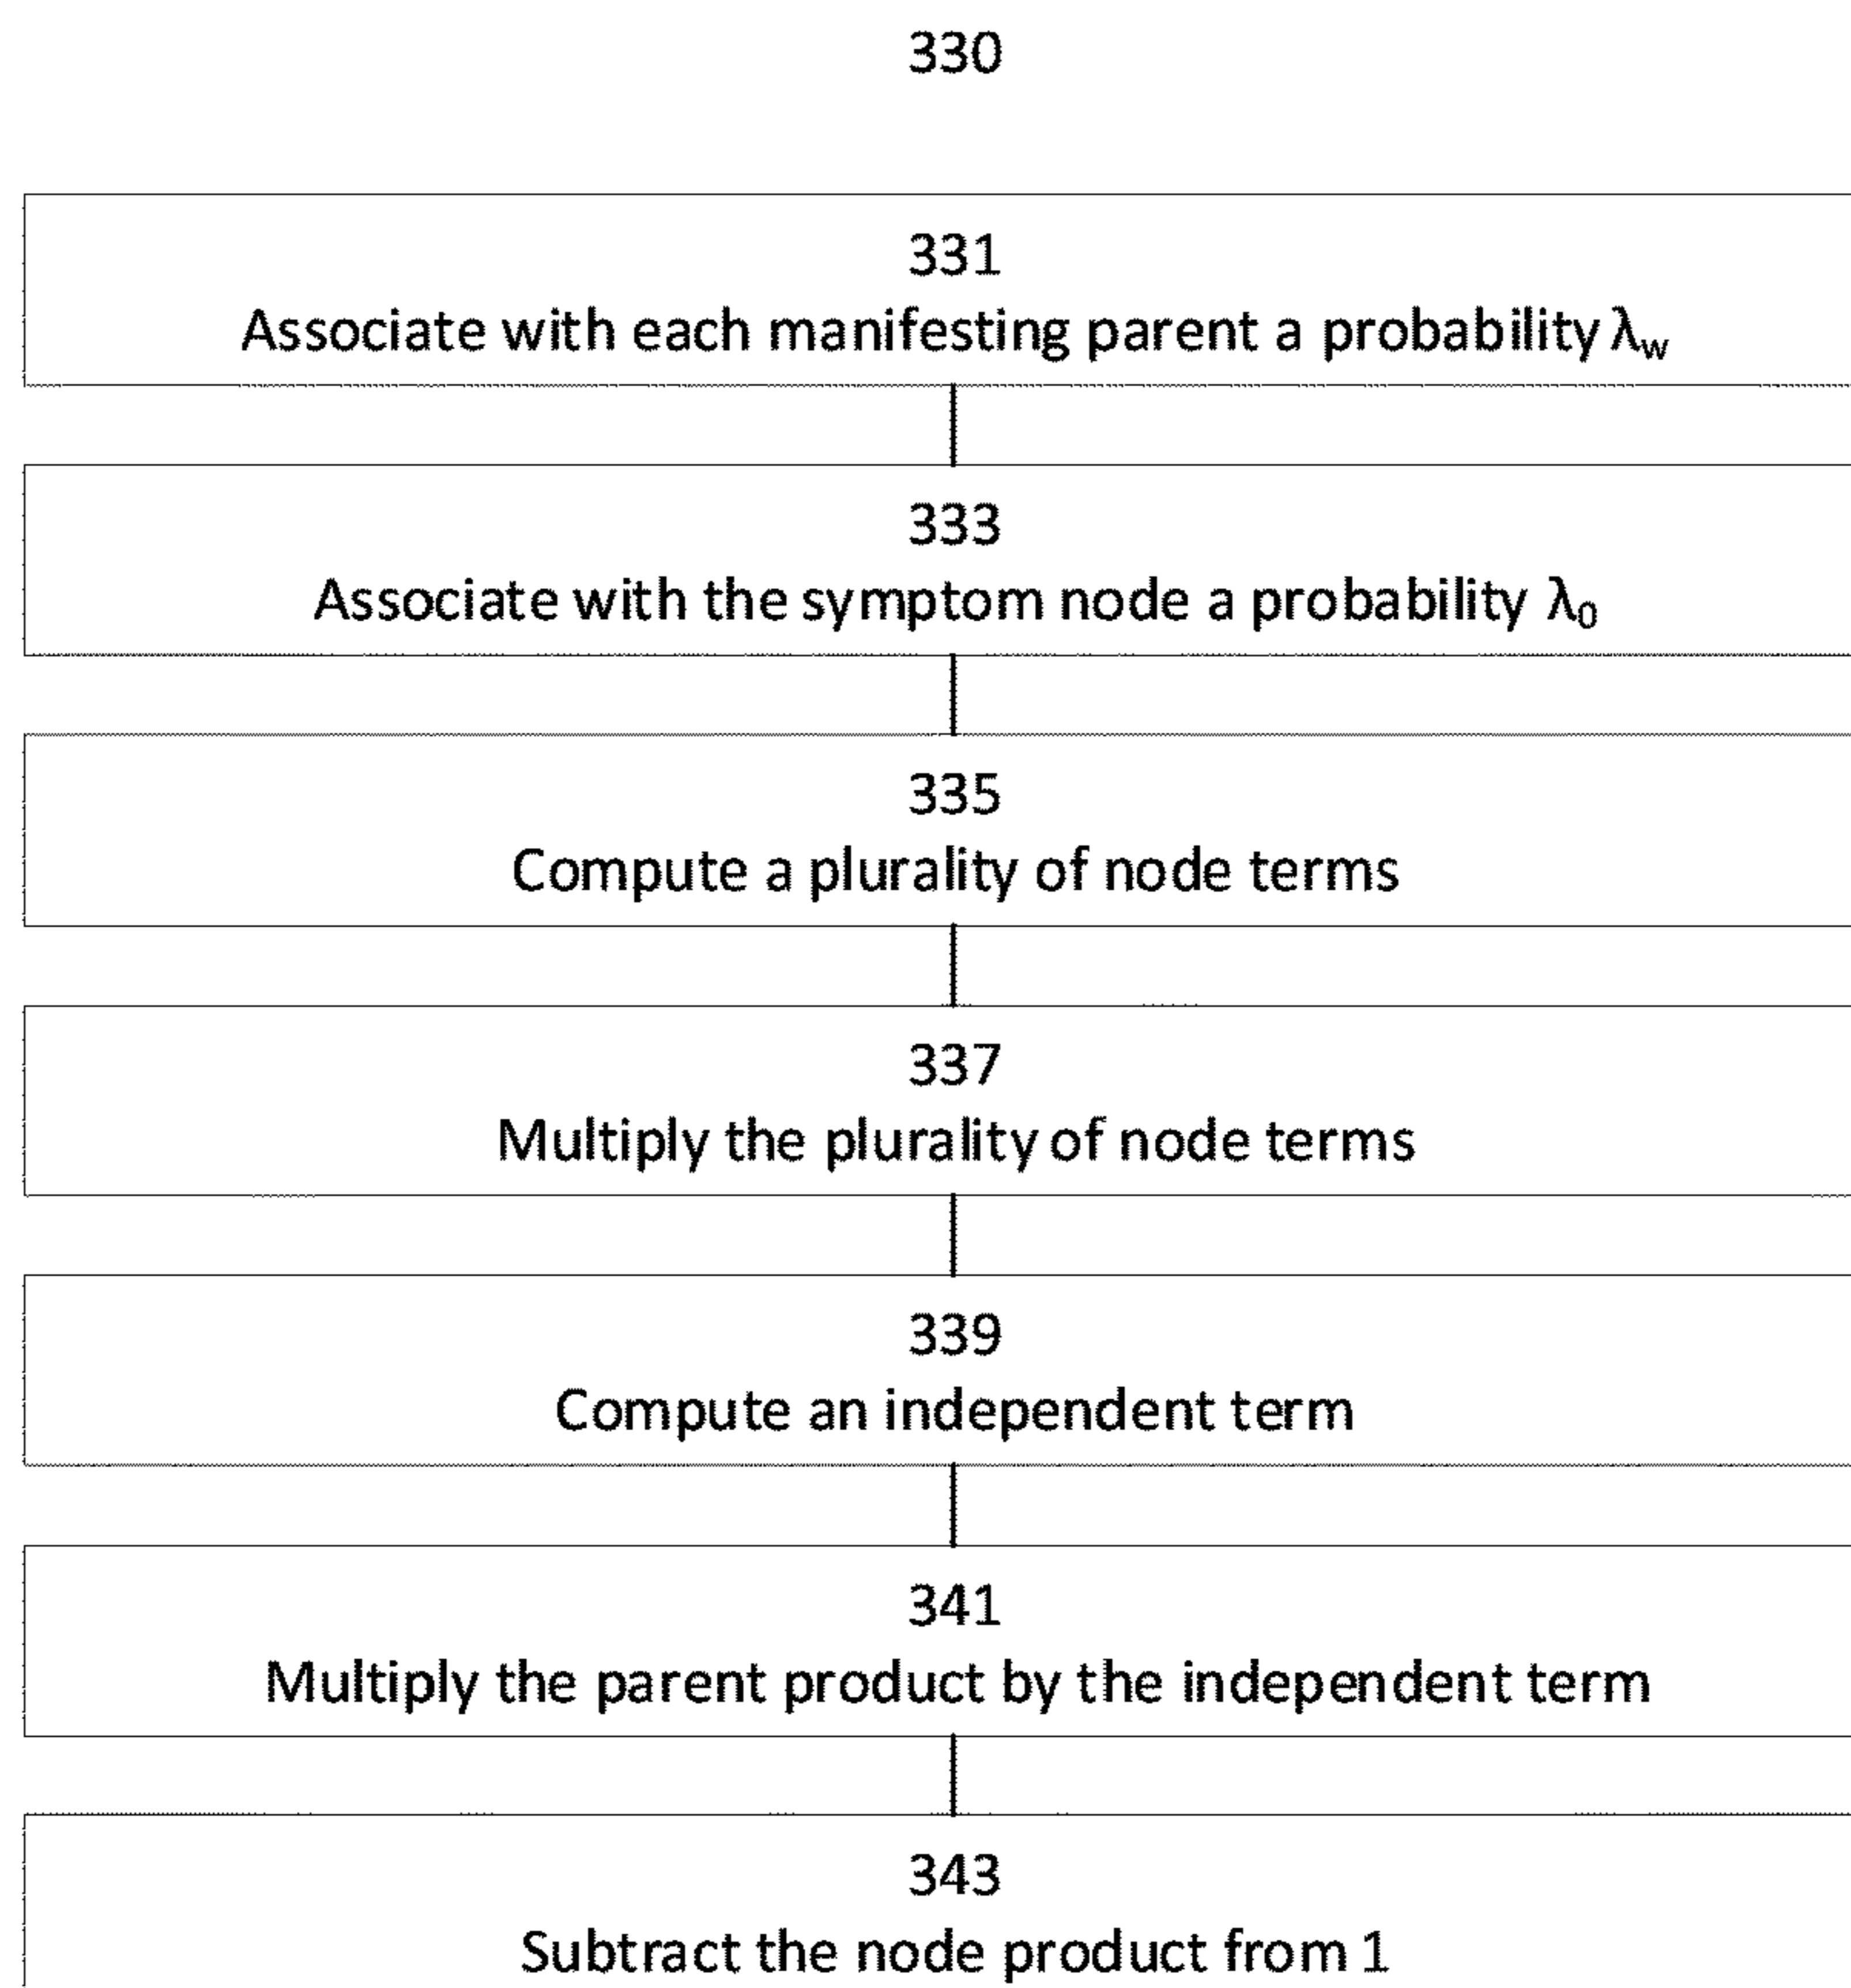 330
331
Associate with each manifesting parent a probability λw
333
Associate with the symptom node a probability λ0
335
Compute a plurality of node terms
337
Multiply the plurality of node terms
339
Compute an independent term
341
Multiply the parent product by the independent term
343
Subtract the node product from 1